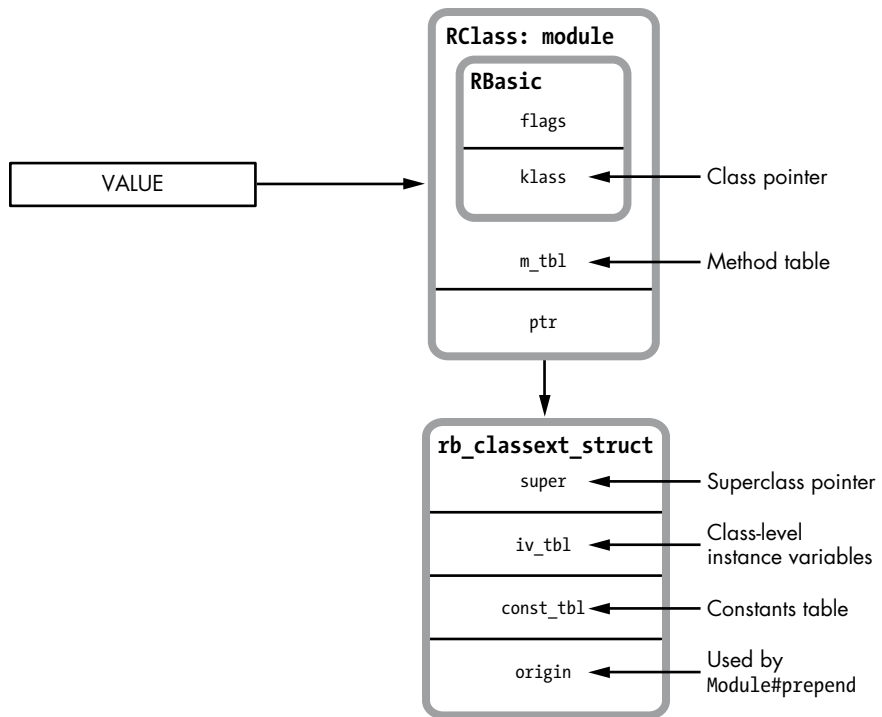 RClass: module
RBasic
flags
VALUE
klass
Class pointer
m_tbl
Method table
ptr
rb_classext_struct
super
Superclass pointer
iv_tbl
Class-level
instance variables
const_tbl
Constants table
origin
Used by
Module#prepend